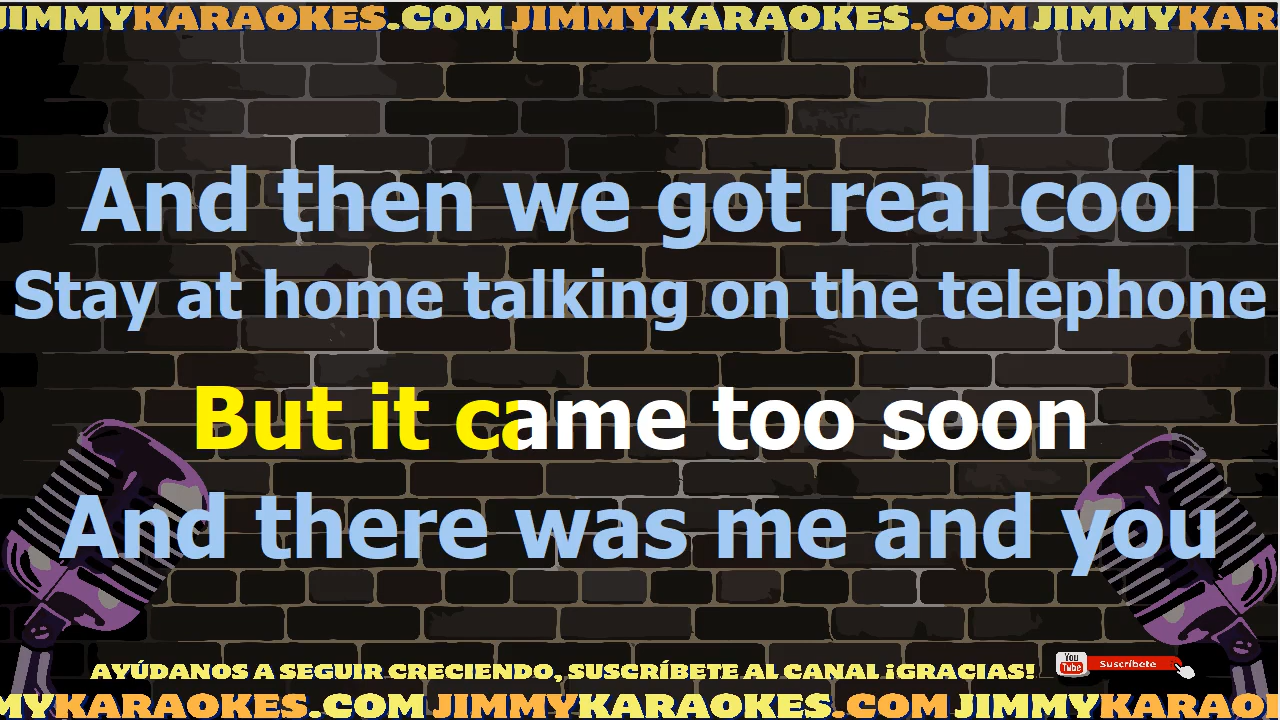 JIMMYKARAOKES.COM JIMMYKARAOKES.COM JIMMYKAR
And then we got real cool
Stay at home talking on the telephone
But it came too soon
And there was me and you
AYÚDANOS A SEGUIR CRECIENDO, SUSCRÍBETE AL CANAL ¡GRACIAS!
You Tube Suscríbete
MYKARAOKES.COM JIMMYKARAOKES.COM JIMMYKARAO